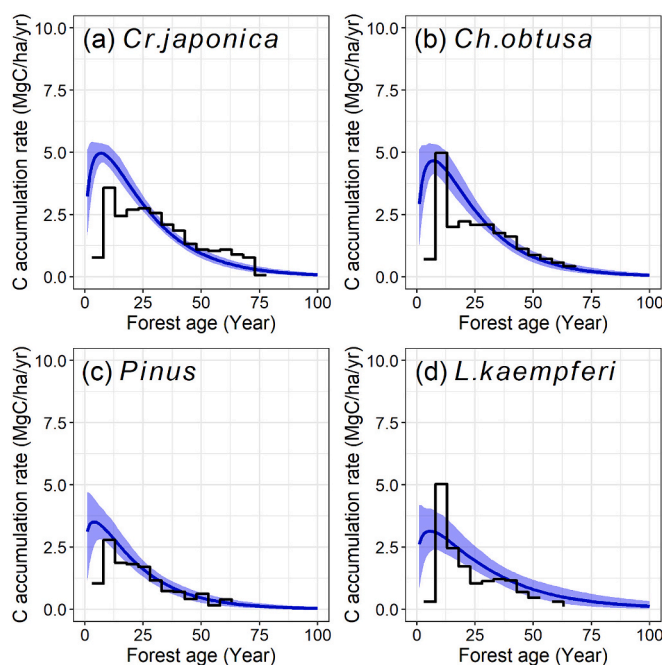 (a) Cr.japonica
C accumulation rate (MgC/ha/yr)
10.0
7.5
5.0
2.5
0.0
0 25 50 75 100
Forest age (Year)
(b) Ch.obtusa
C accumulation rate (MgC/ha/yr)
10.0
7.5
5.0
2.5
0.0
0 25 50 75 100
Forest age (Year)
(c) Pinus
C accumulation rate (MgC/ha/yr)
10.0
7.5
5.0
2.5
0.0
0 25 50 75 100
Forest age (Year)
(d) L.kaempferi
C accumulation rate (MgC/ha/yr)
10.0
7.5
5.0
2.5
0.0
0 25 50 75 100
Forest age (Year)